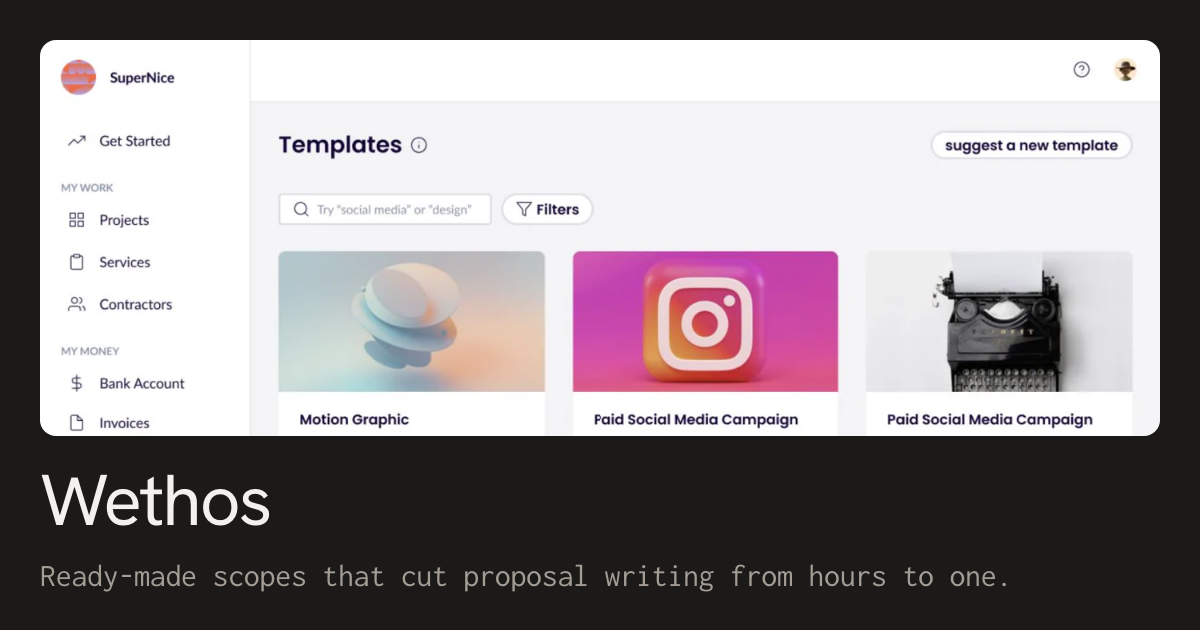 SuperNice
Get Started
MY WORK
Projects
Services
Contractors
MY MONEY
Bank Account
Invoices
Templates
suggest a new template
Try “social media” or “design”
Filters
Motion Graphic
Paid Social Media Campaign
Paid Social Media Campaign
Wethos
Ready-made scopes that cut proposal writing from hours to one.